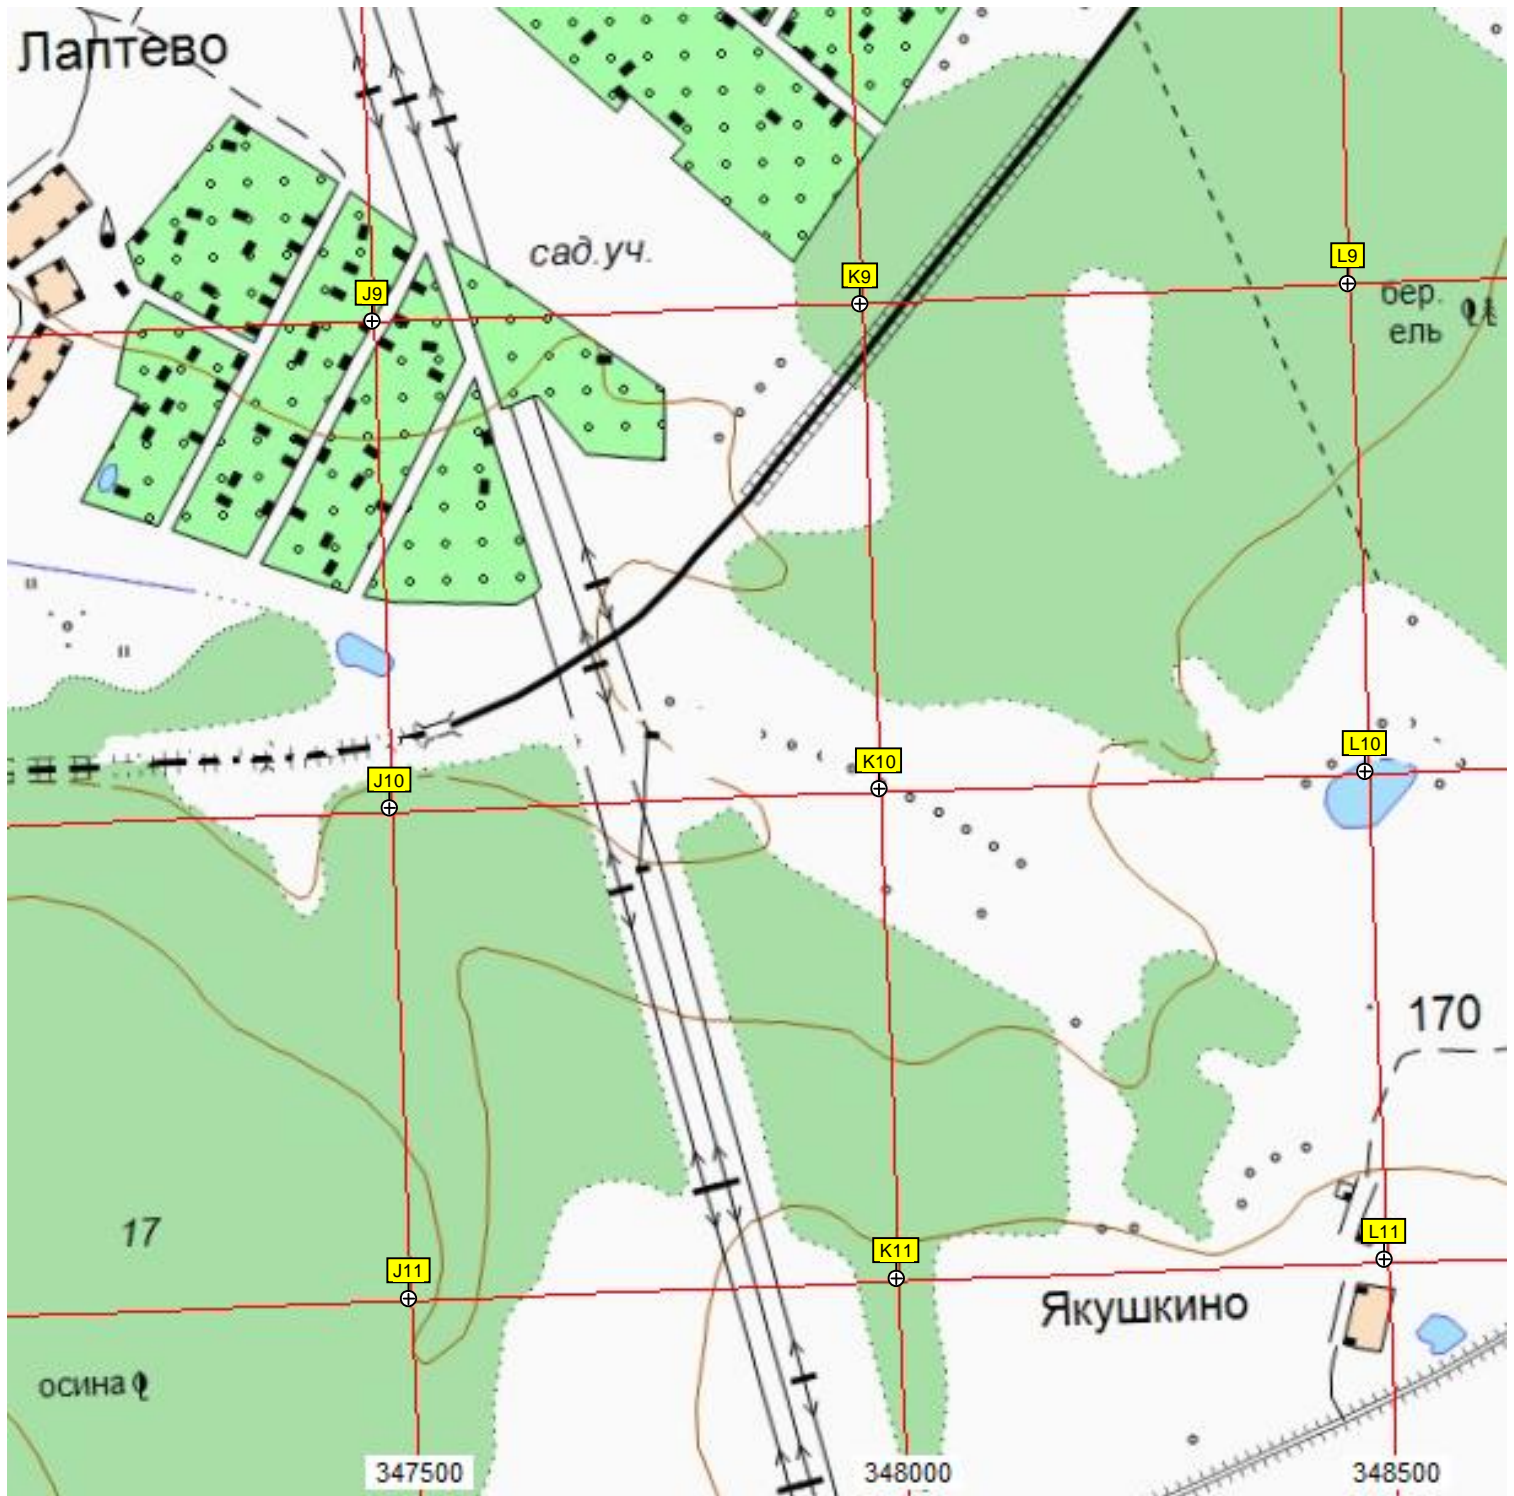 Лаптево
сад.уч.
L9
K9
J9
бер.
ель
L10
K10
J10
170
17
L11
K11
J11
Якушкино
осина
347500
348000
348500